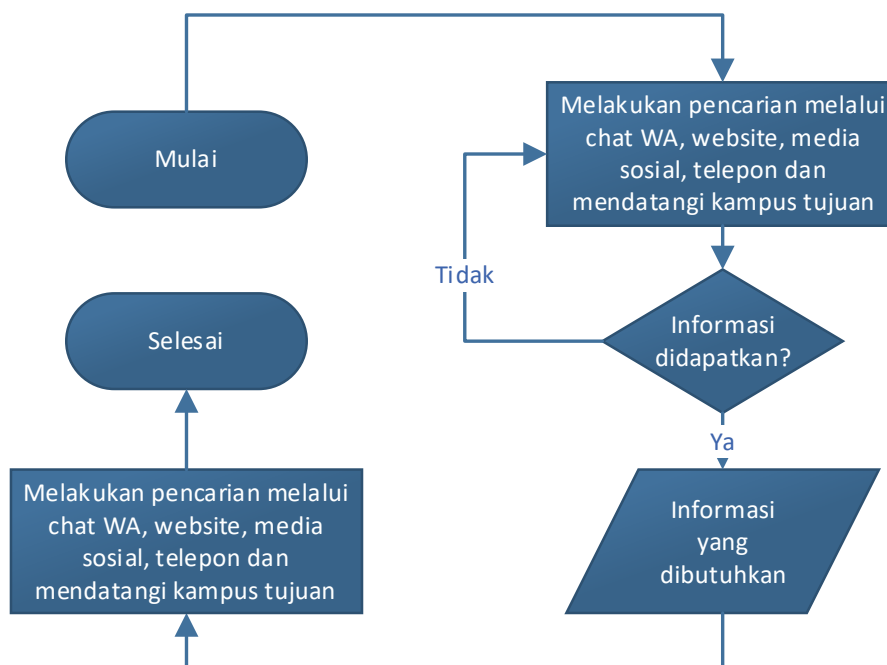 Mulai
Melakukan pencarian melalui
chat WA, website, media
sosial, telepon dan
mendatangi kampus tujuan
Tidak
Informasi
didapatkan?
Ya
Informasi
yang
dibutuhkan
Melakukan pencarian melalui
chat WA, website, media
sosial, telepon dan
mendatangi kampus tujuan
Selesai